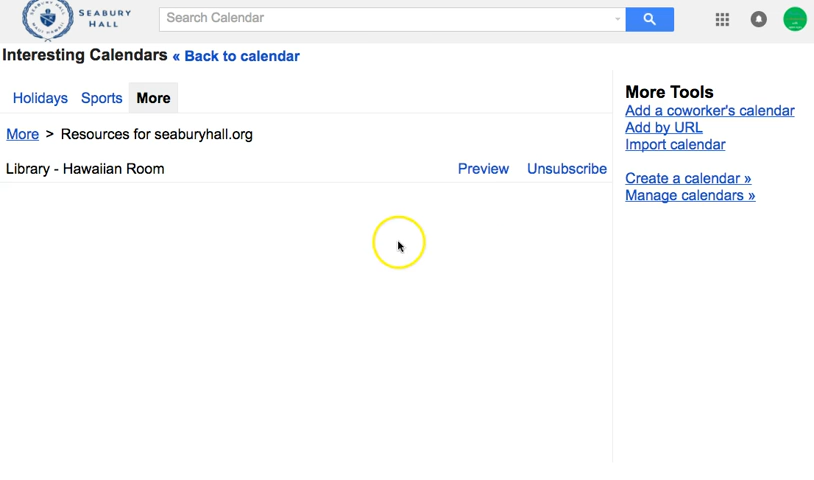 SEABURY
HALL
Search Calendar
Interesting Calendars « Back to calendar
Holidays Sports More
More > Resources for seaburyhall.org
Library - Hawaiian Room Preview Unsubscribe
More Tools
Add a coworker's calendar
Add by URL
Import calendar
Create a calendar »
Manage calendars »